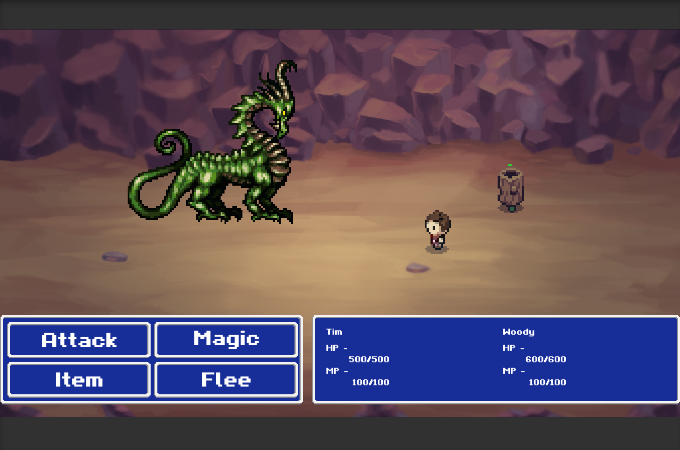 Attack
Magic
Item
Flee
Tim
HP -
500/500
MP -
100/100
Woody
HP -
600/600
MP -
100/100